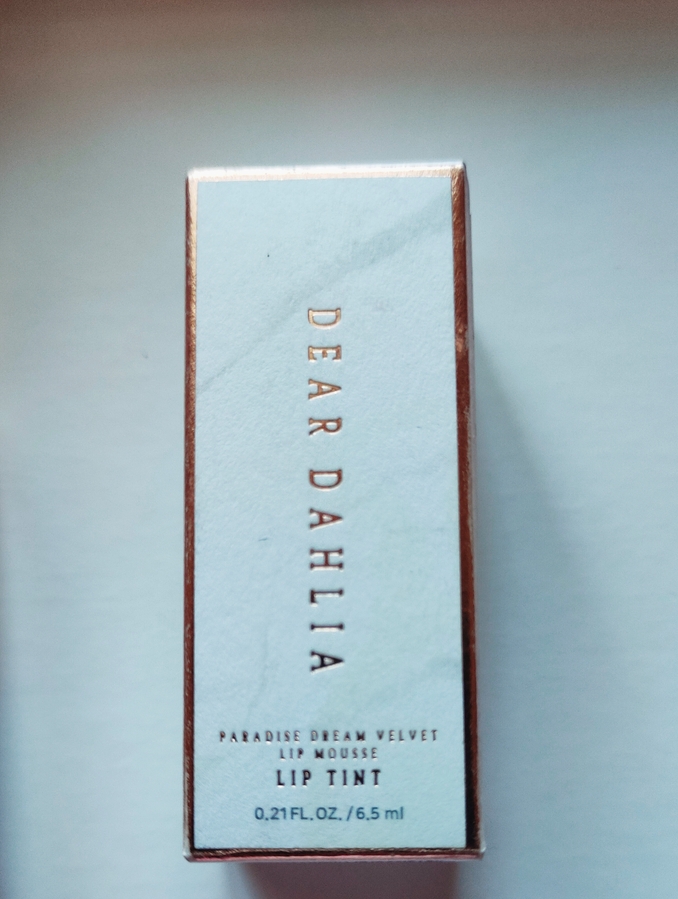 DEAR DAHLIA
PARADISE DREAM VELVET
LIP MOUSSE
LIP TINT
0.21 FL. OZ. / 6.5 ml